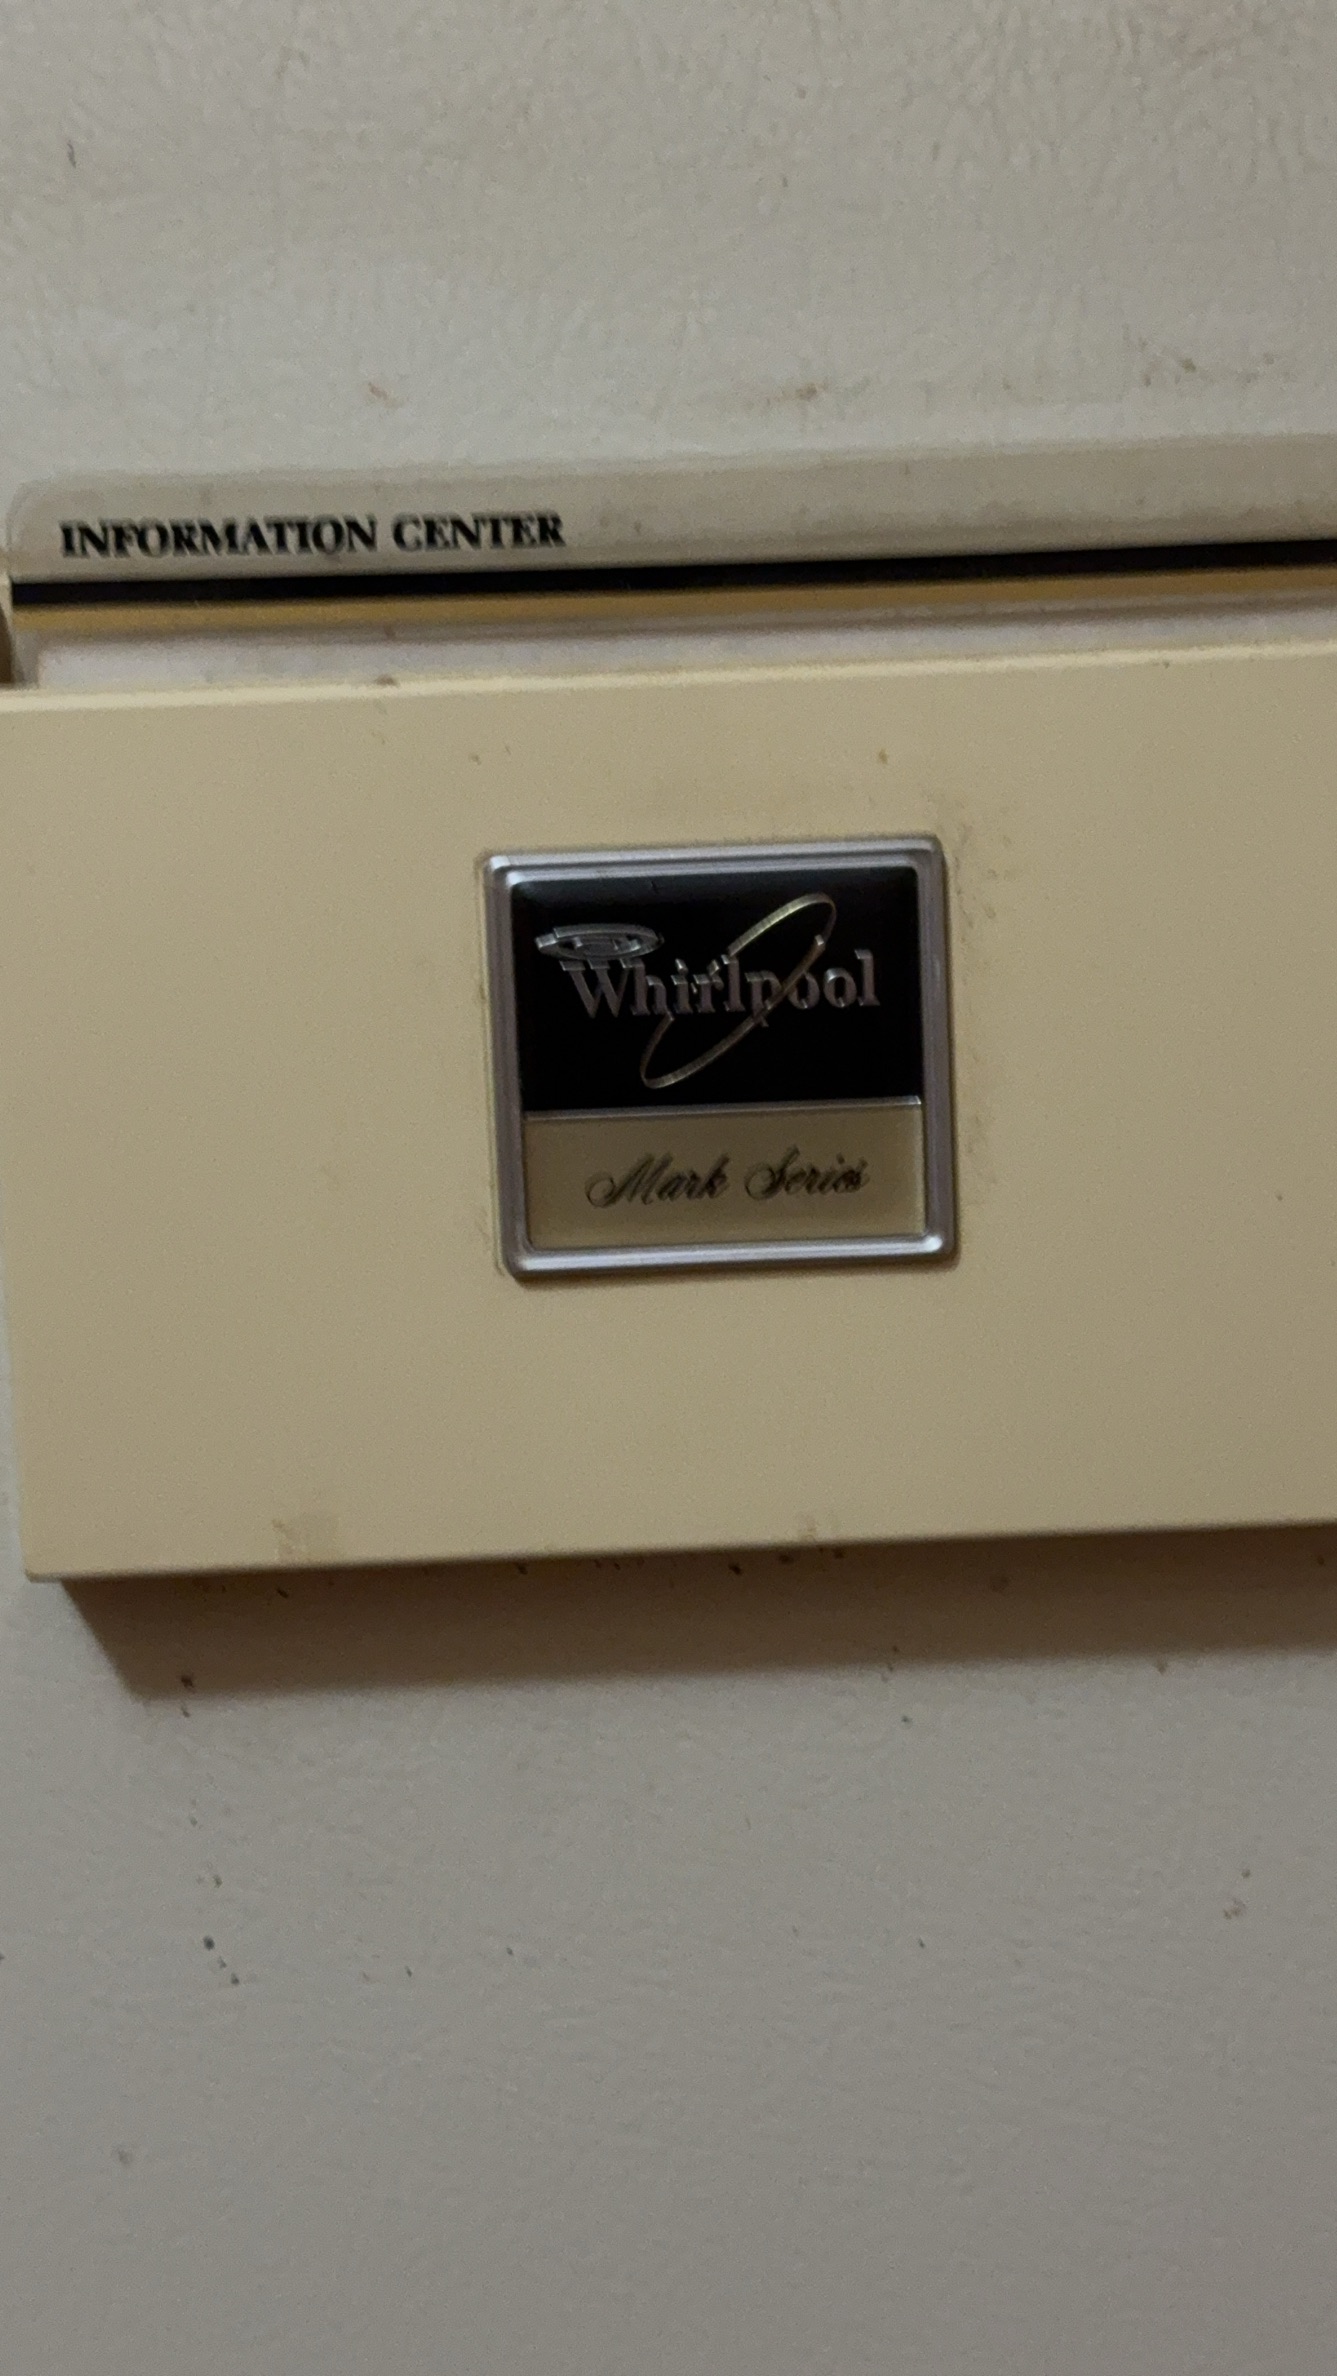 INFORMATION CENTER
Whirlpool
Mark Series